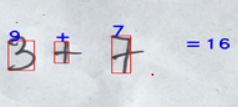 9 + 7 = 16
3 + 7